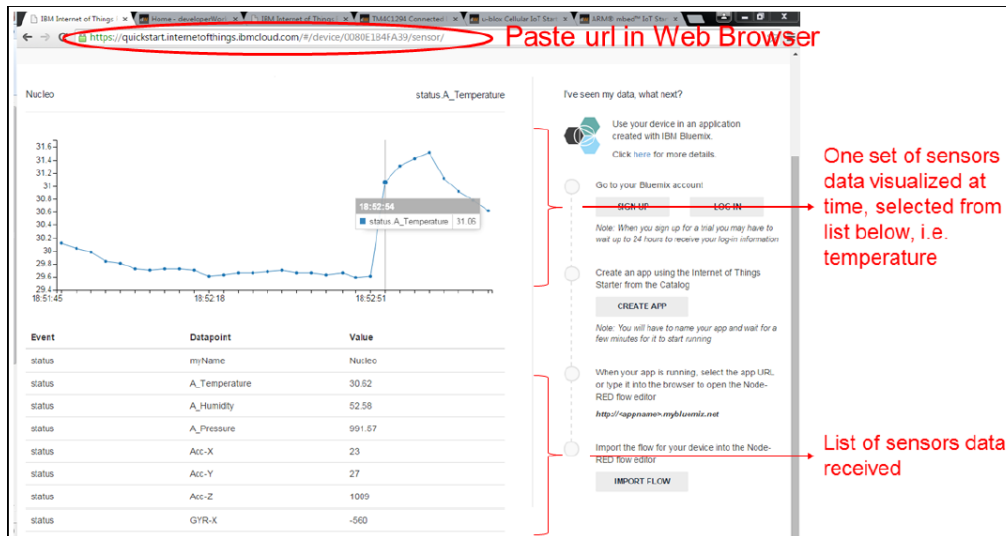 IBM Internet of Things |
Home - developerWork
IBM Internet of Things |
TM4C1294 Connected
u-blox Cellular IoT Star
ARM® mbed™ IoT Star
https://quickstart.internetofthings.ibmcloud.com/#/device/0080E1B4FA39/sensor/
Paste url in Web Browser
Nucleo
status.A_Temperature
31.6
31.4
31.2
31
30.8
30.6
30.4
30.2
30
29.8
29.6
29.4
18:52:54
status.A_Temperature 31.06
18:51:45
18:52:18
18:52:51
Event Datapoint Value
status myName Nucleo
status A_Temperature 30.62
status A_Humidity 52.58
status A_Pressure 991.57
status Acc-X 23
status Acc-Y 27
status Acc-Z 1009
status GYR-X -560
I've seen my data, what next?
Use your device in an application
created with IBM Bluemix.
Click here for more details.
Go to your Bluemix account
SIGN UP
LOG IN
Note: When you sign up for a trial you may have to
wait up to 24 hours to receive your log-in information
Create an app using the Internet of Things
Starter from the Catalog
CREATE APP
Note: You will have to name your app and wait for a
few minutes for it to start running
When your app is running, select the app URL
or type it into the browser to open the Node-
RED flow editor
http://<appname>.mybluemix.net
Import the flow for your device into the Node-
RED flow editor
IMPORT FLOW
One set of sensors
data visualized at
time, selected from
list below, i.e.
temperature
List of sensors data
received